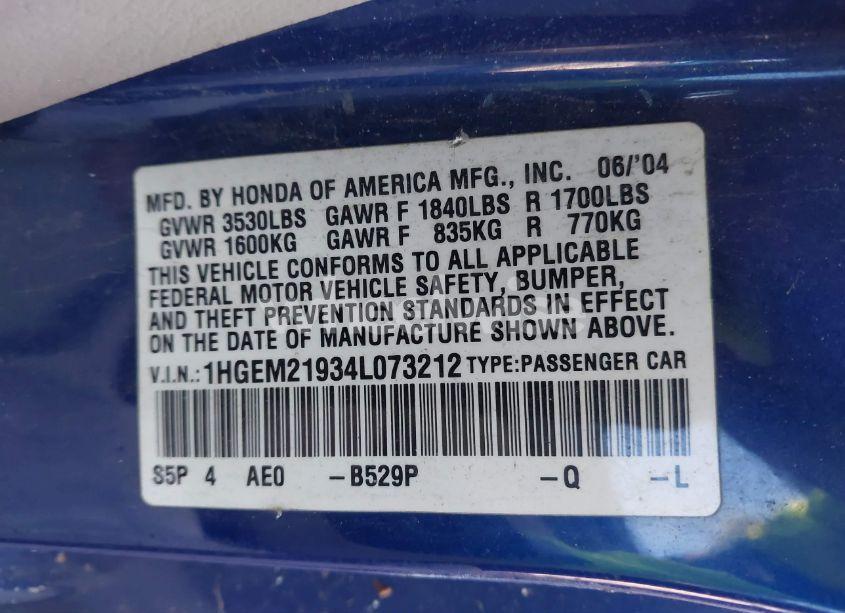 MFD. BY HONDA OF AMERICA MFG., INC. 06/'04
GVWR 3530LBS GAWR F 1840LBS R 1700LBS
GVWR 1600KG GAWR F 835KG R 770KG
THIS VEHICLE CONFORMS TO ALL APPLICABLE
FEDERAL MOTOR VEHICLE SAFETY, BUMPER,
AND THEFT PREVENTION STANDARDS IN EFFECT
ON THE DATE OF MANUFACTURE SHOWN ABOVE.
V.I.N.: 1HGEM21934L073212 TYPE:PASSENGER CAR
S5P 4 AE0 -B529P -Q -L